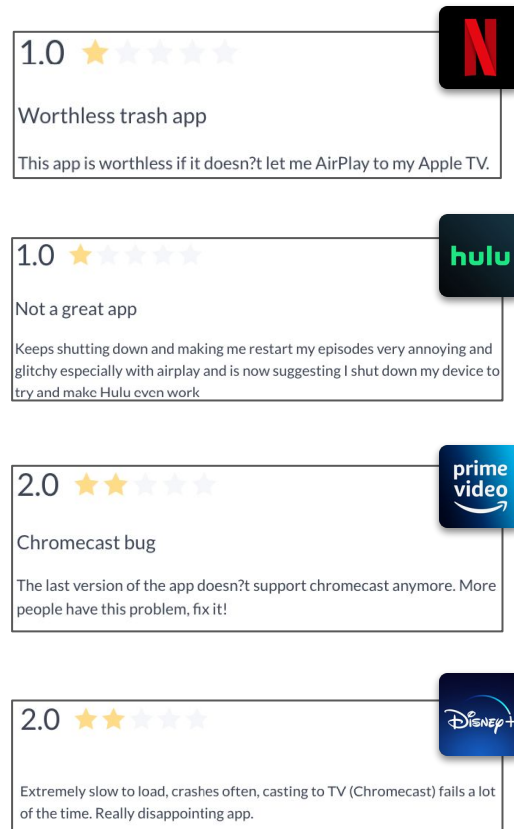 1.0
N
Worthless trash app
This app is worthless if it doesn?t let me AirPlay to my Apple TV.
1.0
hulu
Not a great app
Keeps shutting down and making me restart my episodes very annoying and
glitchy especially with airplay and is now suggesting I shut down my device to
try and make Hulu even work
2.0
prime
video
Chromecast bug
The last version of the app doesn?t support chromecast anymore. More
people have this problem, fix it!
2.0
Disney+
Extremely slow to load, crashes often, casting to TV (Chromecast) fails a lot
of the time. Really disappointing app.